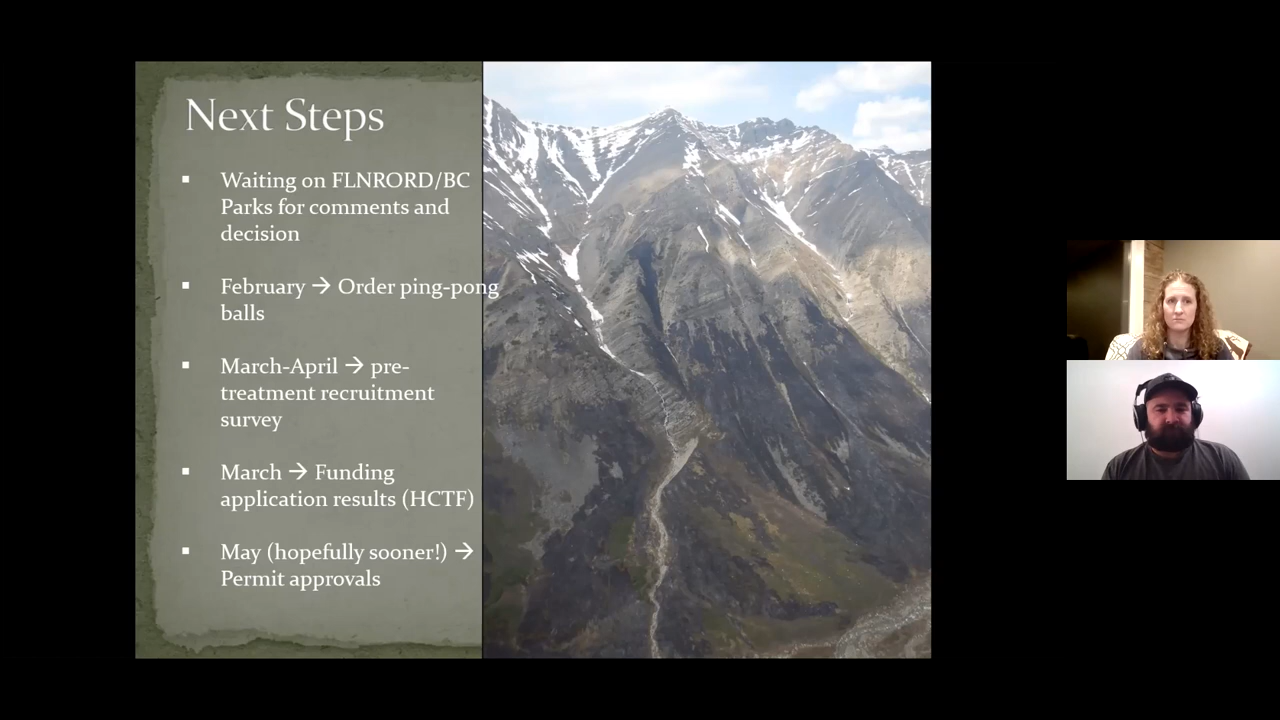 Next Steps
▪ Waiting on FLNRORD/BC
Parks for comments and
decision
▪ February → Order ping-pong
balls
▪ March-April → pre-
treatment recruitment
survey
▪ March → Funding
application results (HCTF)
▪ May (hopefully sooner!) →
Permit approvals